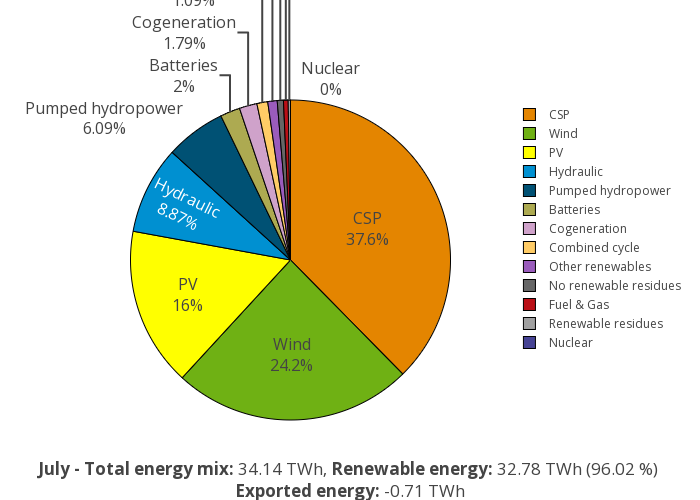 1.09%
Cogeneration
1.79%
Batteries
2%
Nuclear
0%
Pumped hydropower
6.09%
Hydraulic
8.87%
CSP
37.6%
PV
16%
Wind
24.2%
CSP
Wind
PV
Hydraulic
Pumped hydropower
Batteries
Cogeneration
Combined cycle
Other renewables
No renewable residues
Fuel & Gas
Renewable residues
Nuclear
July - Total energy mix: 34.14 TWh, Renewable energy: 32.78 TWh (96.02 %)
Exported energy: -0.71 TWh